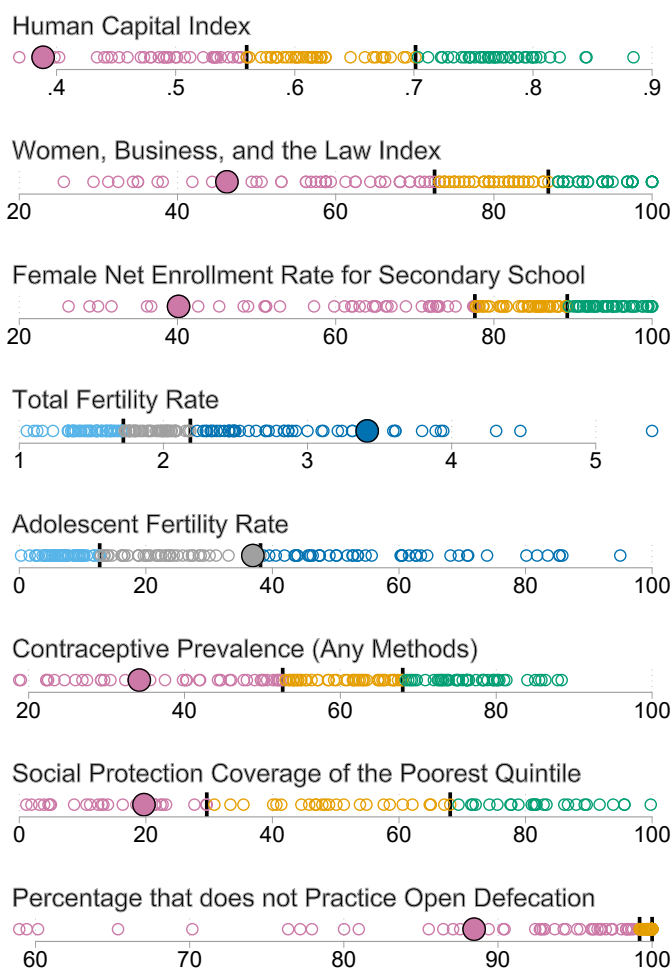 Human Capital Index
.4 .5 .6 .7 .8 .9
Women, Business, and the Law Index
20 40 60 80 100
Female Net Enrollment Rate for Secondary School
20 40 60 80 100
Total Fertility Rate
1 2 3 4 5
Adolescent Fertility Rate
0 20 40 60 80 100
Contraceptive Prevalence (Any Methods)
20 40 60 80 100
Social Protection Coverage of the Poorest Quintile
0 20 40 60 80 100
Percentage that does not Practice Open Defecation
60 70 80 90 100